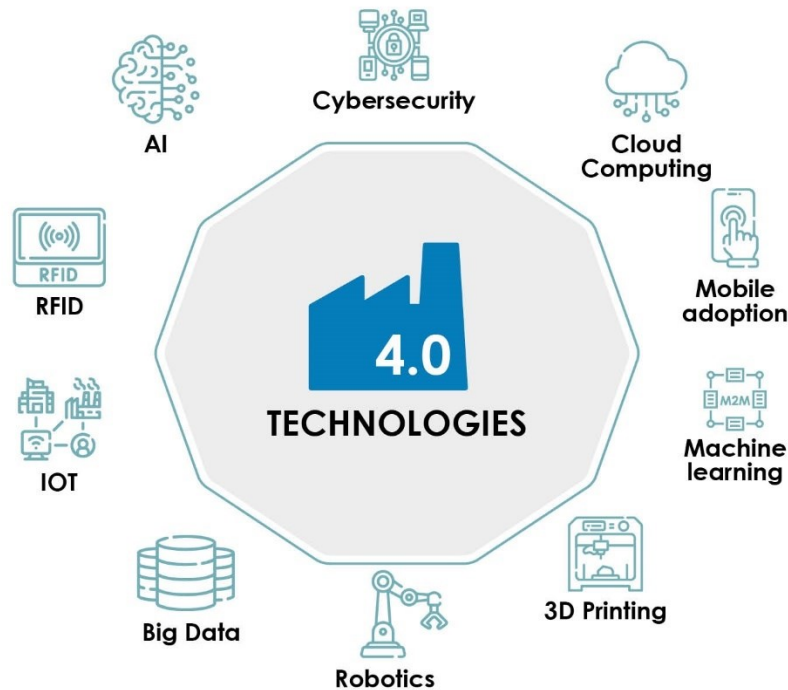 Cybersecurity
AI
Cloud
Computing
RFID
RFID
Mobile
adoption
4.0
TECHNOLOGIES
M2M
Machine
learning
IOT
3D Printing
Big Data
Robotics